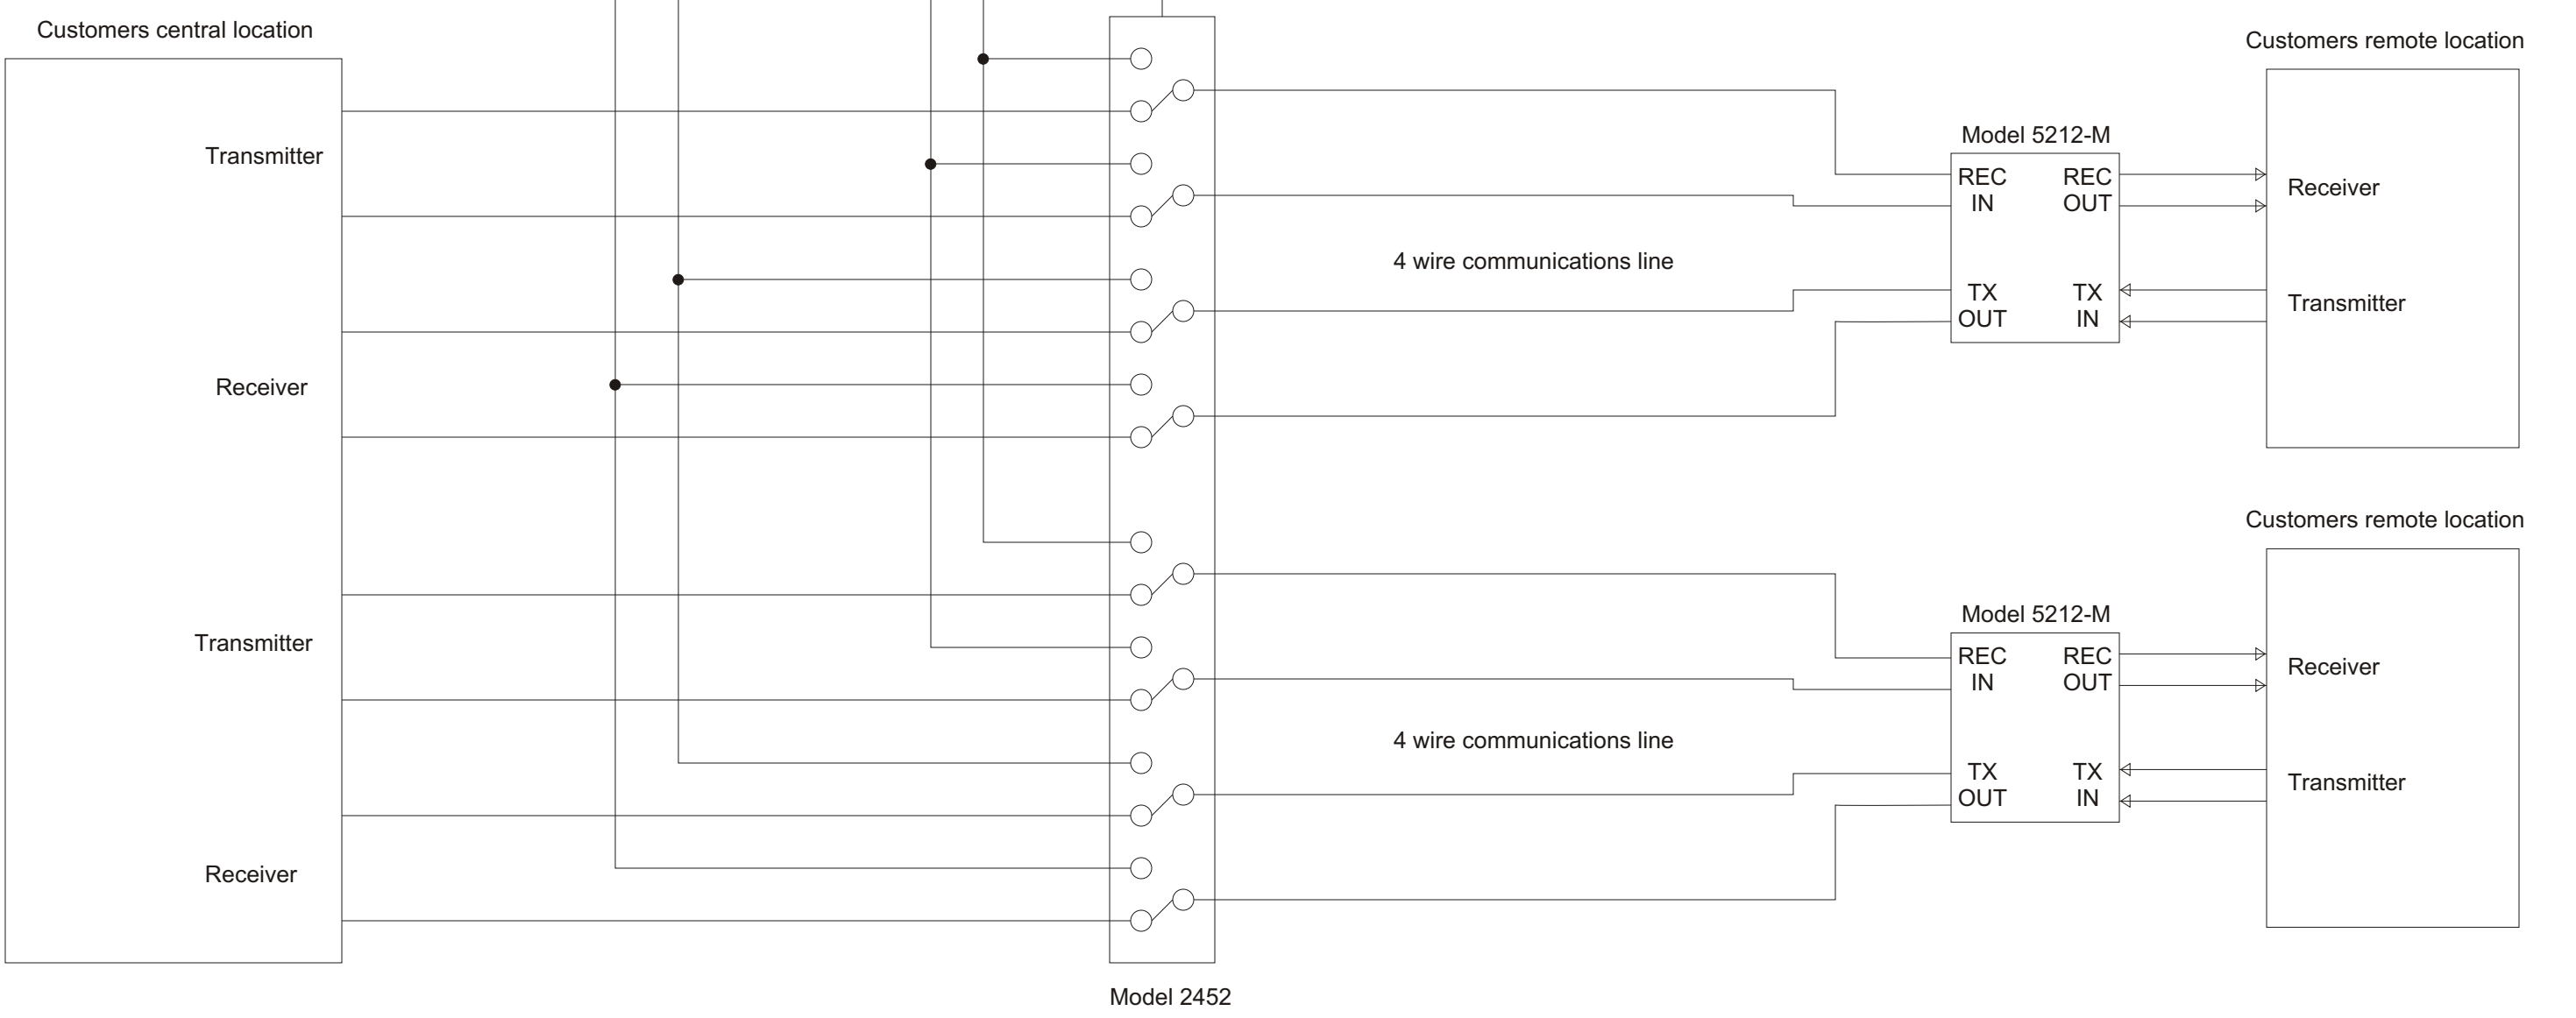 Customers central location
Customers remote location
Transmitter
Model 5212-M
REC REC
IN OUT
Receiver
4 wire communications line
TX TX
OUT IN
Transmitter
Receiver
Customers remote location
Transmitter
Model 5212-M
REC REC
IN OUT
Receiver
4 wire communications line
TX TX
OUT IN
Transmitter
Receiver
Model 2452